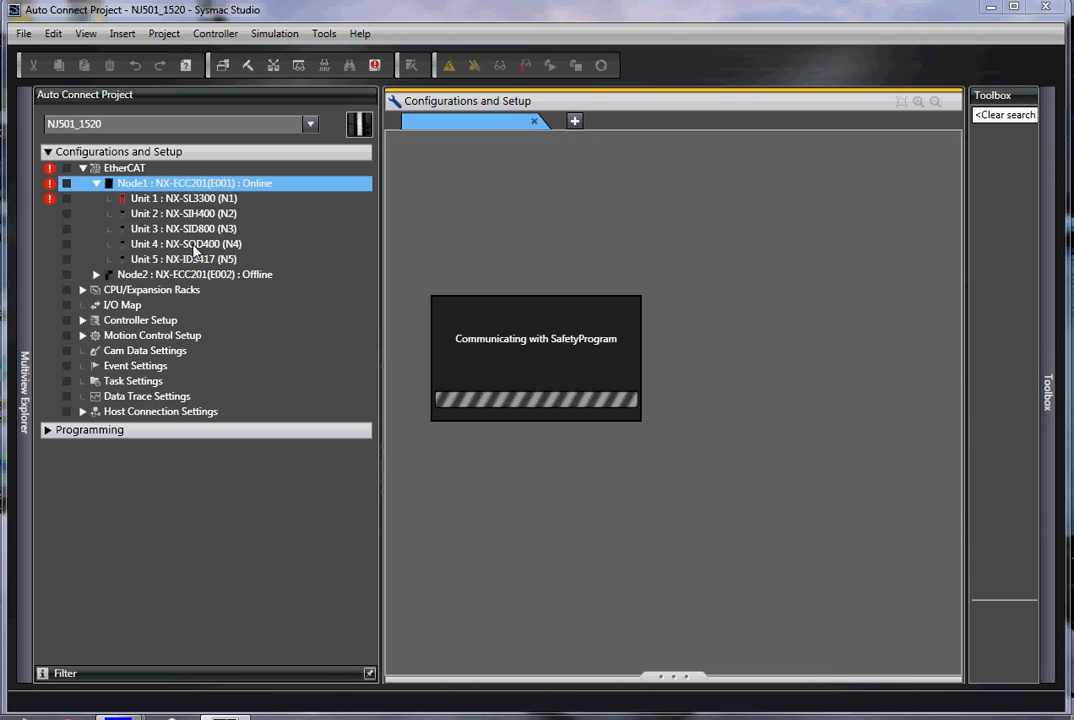 Auto Connect Project - NJ501_1520 - Sysmac Studio
File Edit View Insert Project Controller Simulation Tools Help
Auto Connect Project
Configurations and Setup
Toolbox
NJ501_1520
<Clear search
Configurations and Setup
EtherCAT
Node1 : NX-ECC201(E001) : Online
Unit 1 : NX-SL3300 (N1)
Unit 2 : NX-SIH400 (N2)
Unit 3 : NX-SID800 (N3)
Unit 4 : NX-SOD400 (N4)
Unit 5 : NX-ID3417 (N5)
Node2 : NX-ECC201(E002) : Offline
CPU/Expansion Racks
I/O Map
Controller Setup
Motion Control Setup
Cam Data Settings
Event Settings
Task Settings
Data Trace Settings
Host Connection Settings
Programming
Communicating with SafetyProgram
Multiview Explorer
Toolbox
Filter